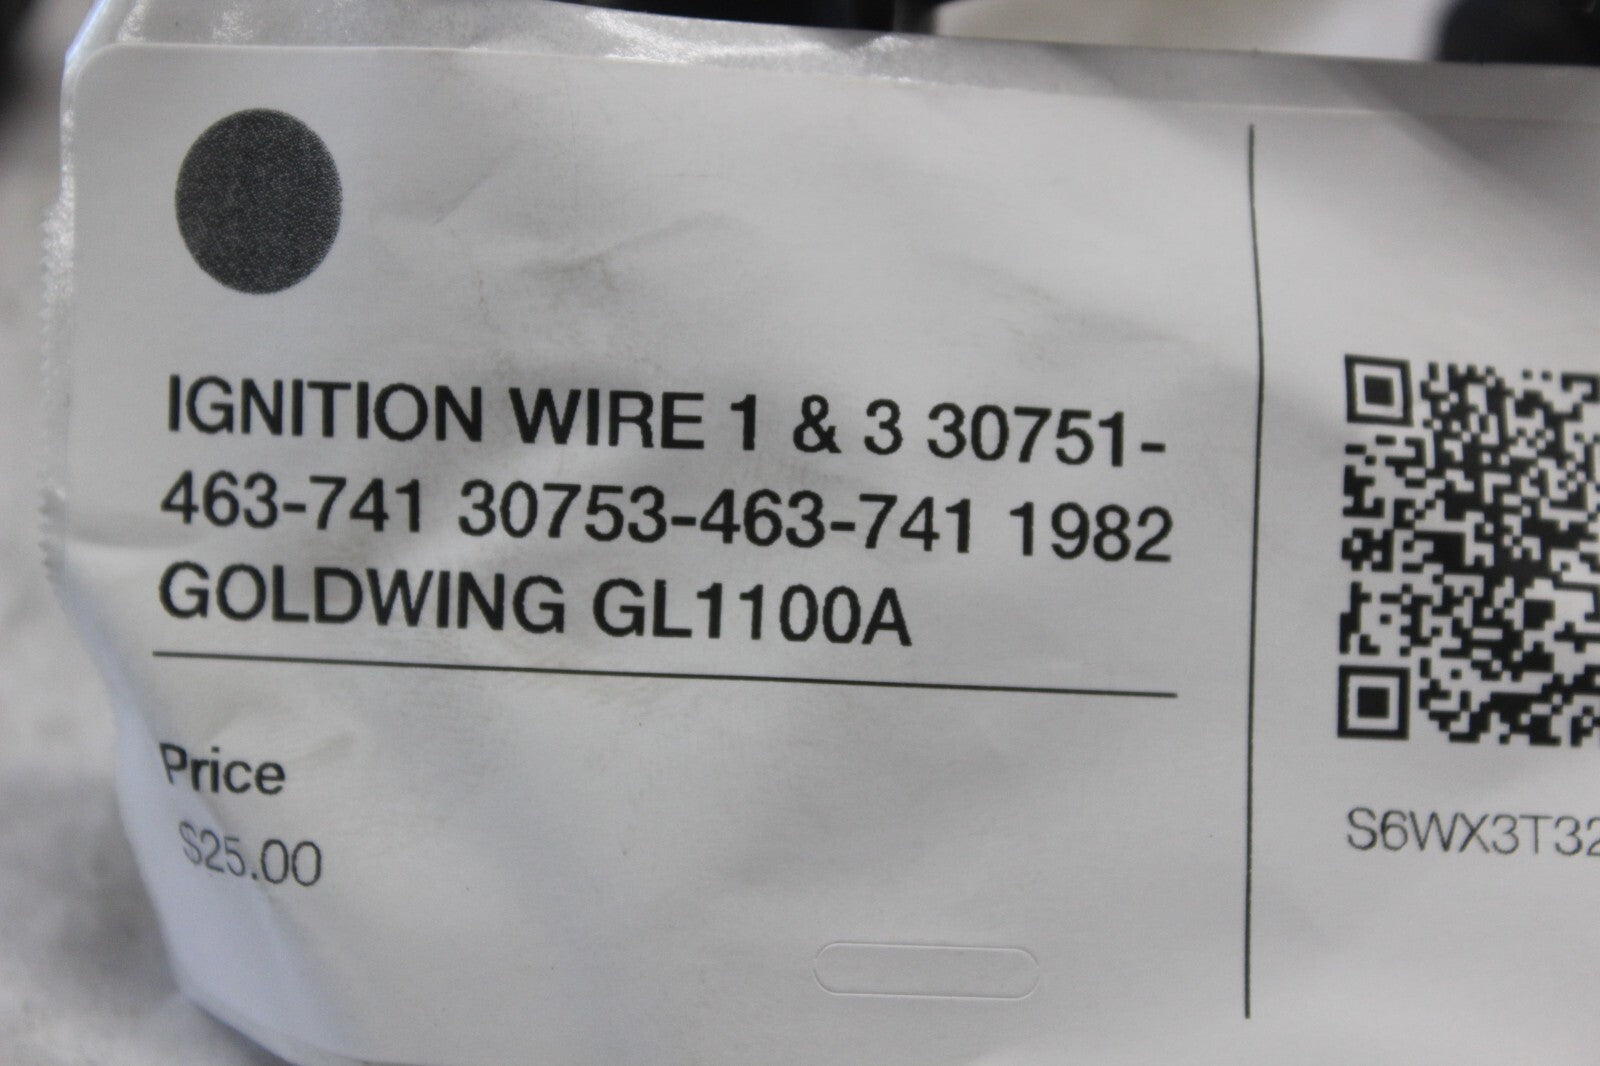 IGNITION WIRE 1 & 3 30751-
463-741 30753-463-741 1982
GOLDWING GL1100A
Price
$25.00
S6WX3T32